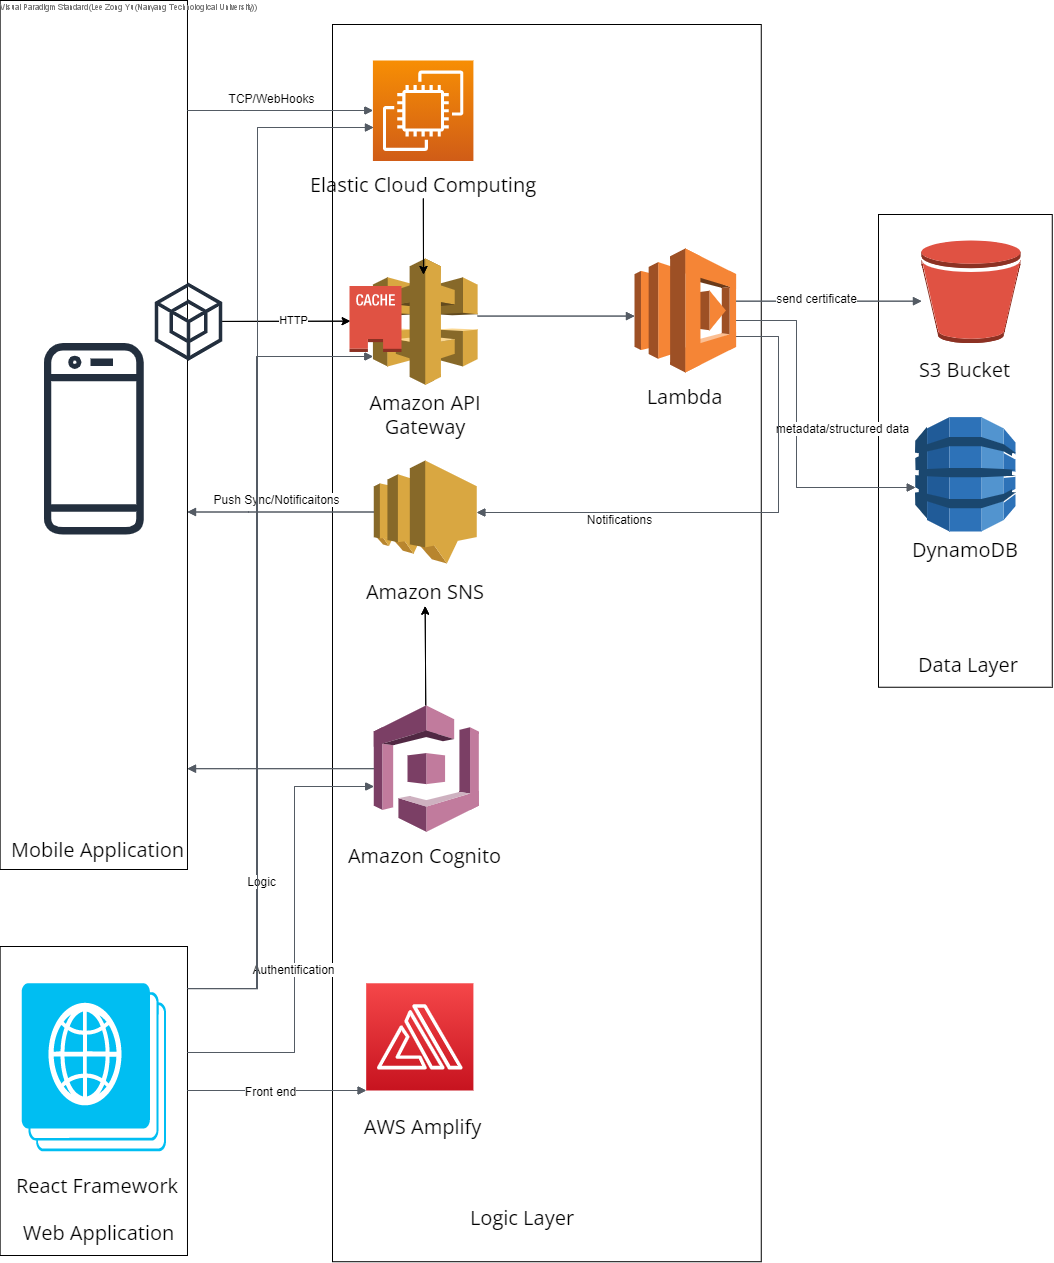 Visual Paradigm Standard(Lee Zong Yu(Nanyang Technological University))
TCP/WebHooks
Elastic Cloud Computing
CACHE
HTTP
Amazon API
Gateway
Lambda
send certificate
S3 Bucket
metadata/structured data
DynamoDB
Data Layer
Push Sync/Notificaitons
Notifications
Amazon SNS
Mobile Application
Amazon Cognito
Logic
Authentification
Front end
AWS Amplify
React Framework
Web Application
Logic Layer